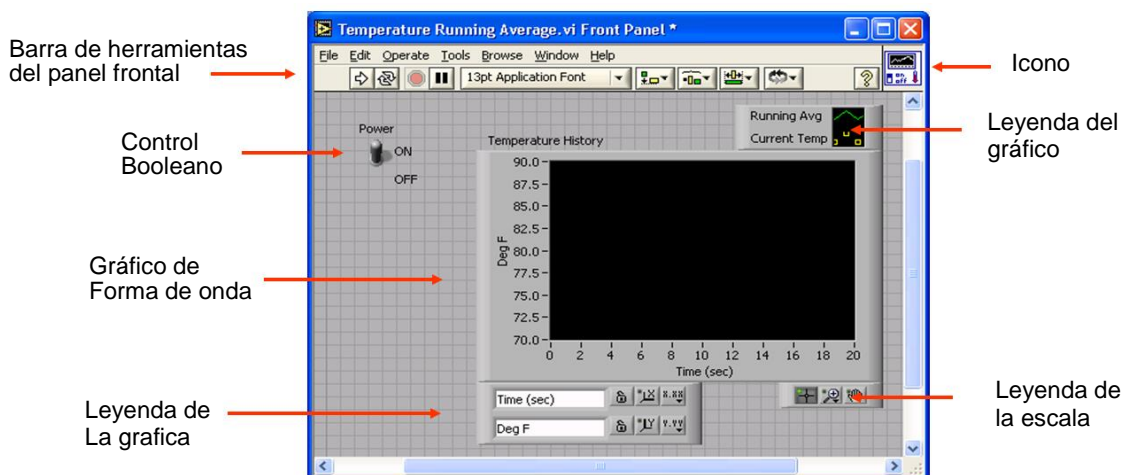 Temperature Running Average.vi Front Panel *
File Edit Operate Tools Browse Window Help
13pt Application Font
?
on
off
Barra de herramientas
del panel frontal
Icono
Control
Booleano
Power
ON
OFF
Temperature History
Running Avg
Current Temp
Leyenda del
gráfico
90.0
87.5
85.0
82.5
80.0
77.5
75.0
72.5
70.0
Deg F
0 2 4 6 8 10 12 14 16 18 20
Time (sec)
Gráfico de
Forma de onda
Leyenda de
La grafica
Time (sec) X X.XX
Deg F Y Y.YY
Leyenda de
la escala